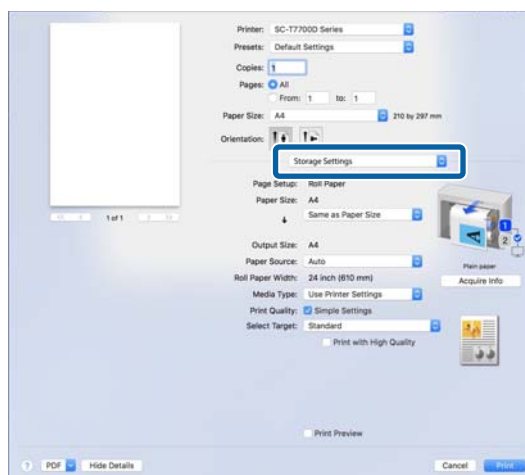 Printer: SC-T7700D Series
Presets: Default Settings
Copies: 1
Pages: All
From: 1 to: 1
Paper Size: A4 210 by 297 mm
Orientation:
Storage Settings
Page Setup: Roll Paper
Paper Size: A4
Same as Paper Size
1 of 1
Output Size: A4
Paper Source: Auto
Roll Paper Width: 24 inch (610 mm)
Media Type: Use Printer Settings
Print Quality: Simple Settings
Select Target: Standard
Print with High Quality
A
1
2
Plain paper
Acquire Info
Print Preview
? PDF Hide Details Cancel Print